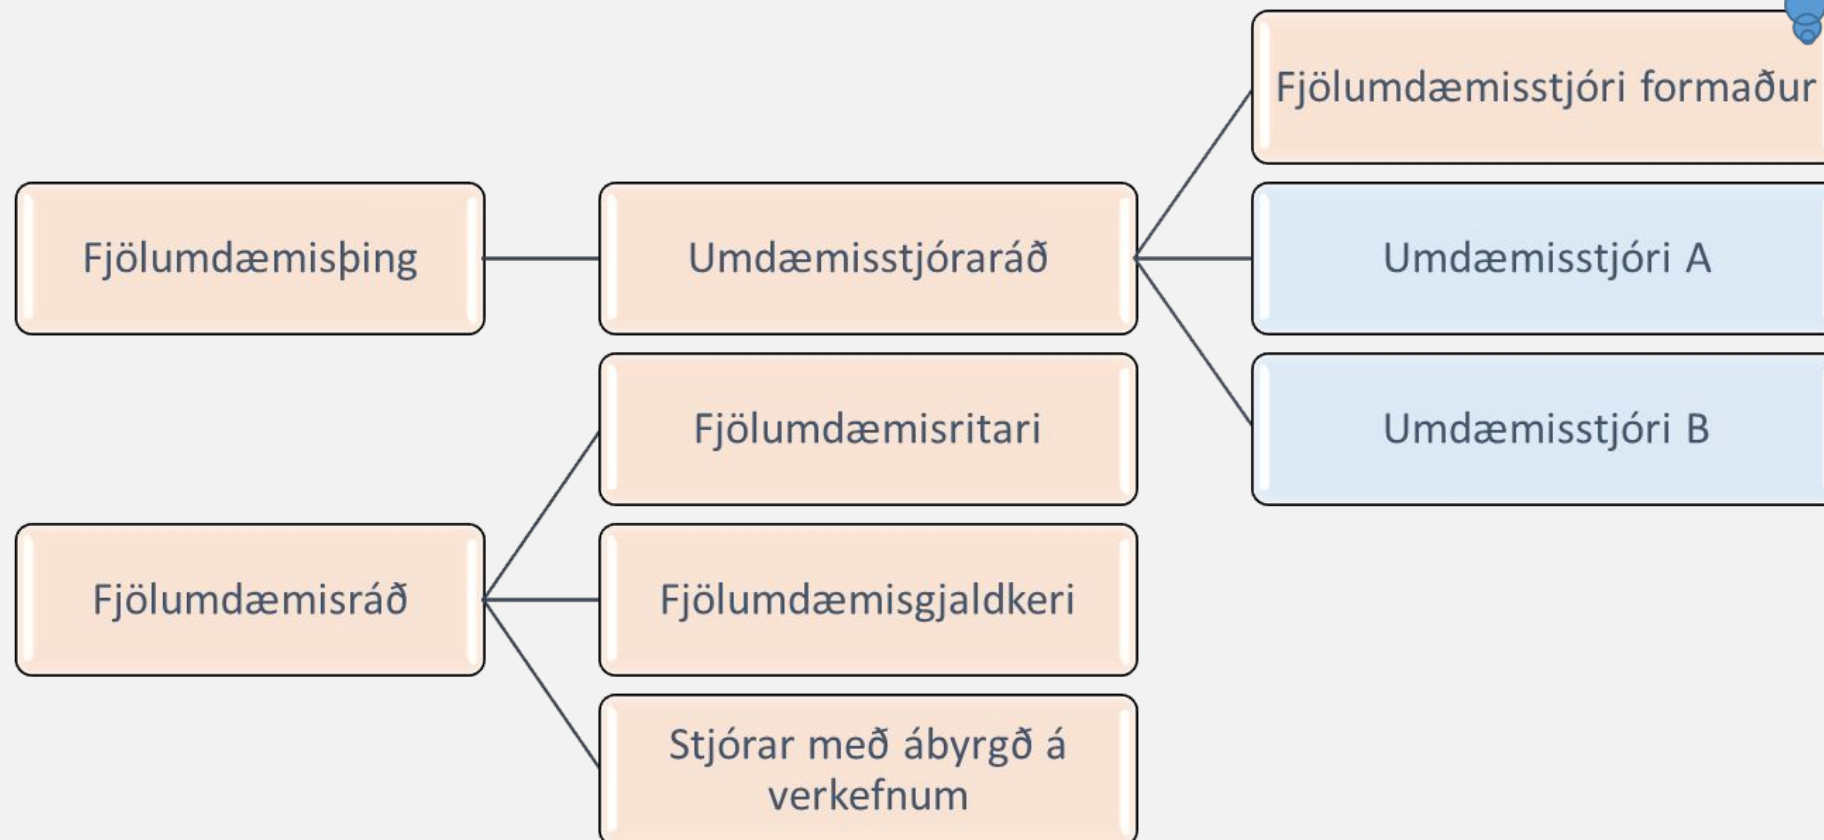 Fjölumdæmisstjóri formaður
Fjölumdæmisþing
Umdæmisstjóraráð
Umdæmisstjóri A
Fjölumdæmisritari
Umdæmisstjóri B
Fjölumdæmisráð
Fjölumdæmisgjaldkeri
Stjórar með ábyrgð á
verkefnum